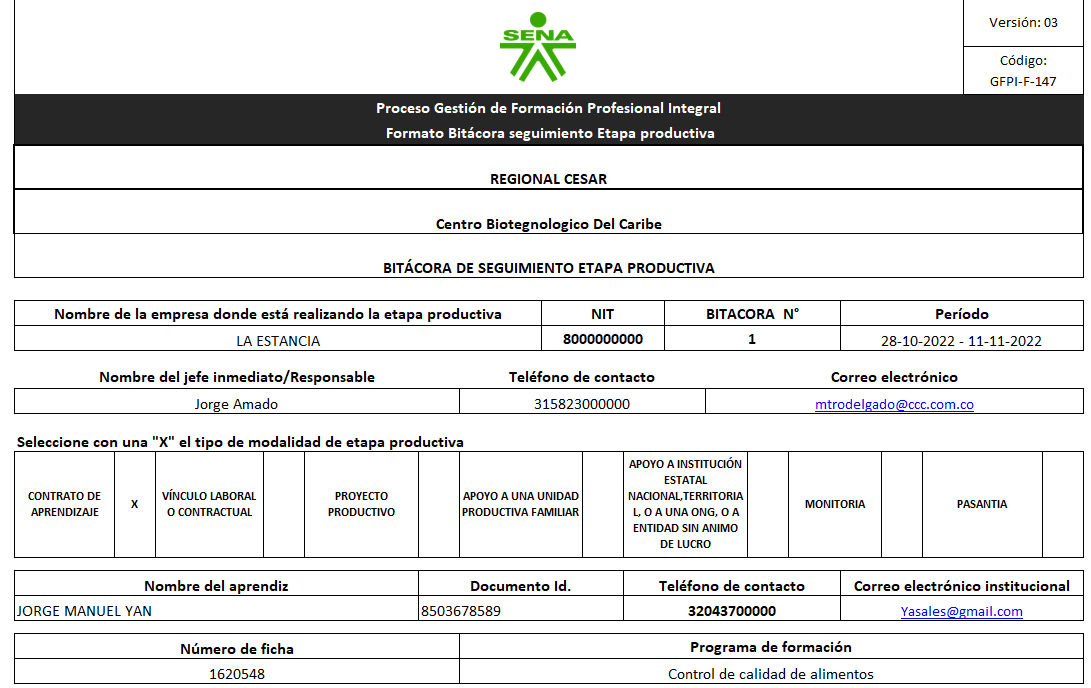 SENA
Versión: 03
Código:
GFPI-F-147
Proceso Gestión de Formación Profesional Integral
Formato Bitácora seguimiento Etapa productiva
REGIONAL CESAR
Centro Biotegnologico Del Caribe
BITÁCORA DE SEGUIMIENTO ETAPA PRODUCTIVA
Nombre de la empresa donde está realizando la etapa productiva NIT BITACORA N° Período
LA ESTANCIA 8000000000 1 28-10-2022 - 11-11-2022
Nombre del jefe inmediato/Responsable Teléfono de contacto Correo electrónico
Jorge Amado 315823000000 mtrodelgado@ccc.com.co
Seleccione con una "X" el tipo de modalidad de etapa productiva
CONTRATO DE
APRENDIZAJE
X
VÍNCULO LABORAL
O CONTRACTUAL
PROYECTO
PRODUCTIVO
APOYO A UNA UNIDAD
PRODUCTIVA FAMILIAR
APOYO A INSTITUCIÓN
ESTATAL
NACIONAL,TERRITORIA
L, O A UNA ONG, O A
ENTIDAD SIN ANIMO
DE LUCRO
MONITORIA
PASANTIA
Nombre del aprendiz Documento Id. Teléfono de contacto Correo electrónico institucional
JORGE MANUEL YAN 8503678589 32043700000 Yasales@gmail.com
Número de ficha Programa de formación
1620548 Control de calidad de alimentos